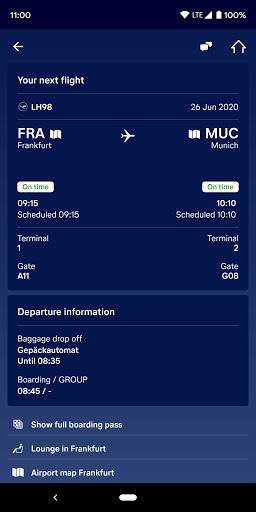 11:00
LTE
Your next flight
LH98 26 Jun 2020
FRA MUC
Frankfurt Munich
On time On time
09:15 10:10
Scheduled 09:15 Scheduled 10:10
Terminal Terminal
1 2
Gate Gate
A11 G08
Departure information
Baggage drop off
Gepäckautomat
Until 08:35
Boarding / GROUP
08:45 / -
Show full boarding pass
Lounge in Frankfurt
Airport map Frankfurt